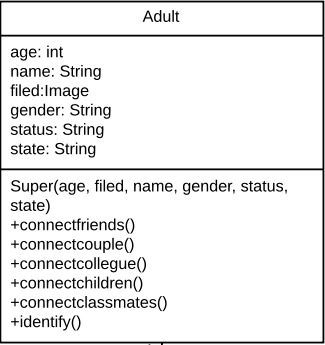 Adult
age: int
name: String
filed:Image
gender: String
status: String
state: String
Super(age, filed, name, gender, status,
state)
+connectfriends()
+connectcouple()
+connectcollegue()
+connectchildren()
+connectclassmates()
+identify()